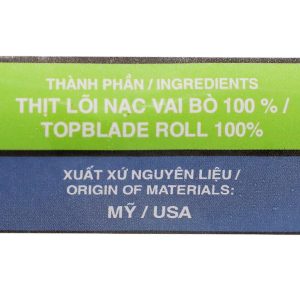 THÀNH PHẦN / INGREDIENTS
THỊT LÕI NẠC VAI BÒ 100 % /
TOPBLADE ROLL 100%
XUẤT XỨ NGUYÊN LIỆU /
ORIGIN OF MATERIALS:
MỸ / USA